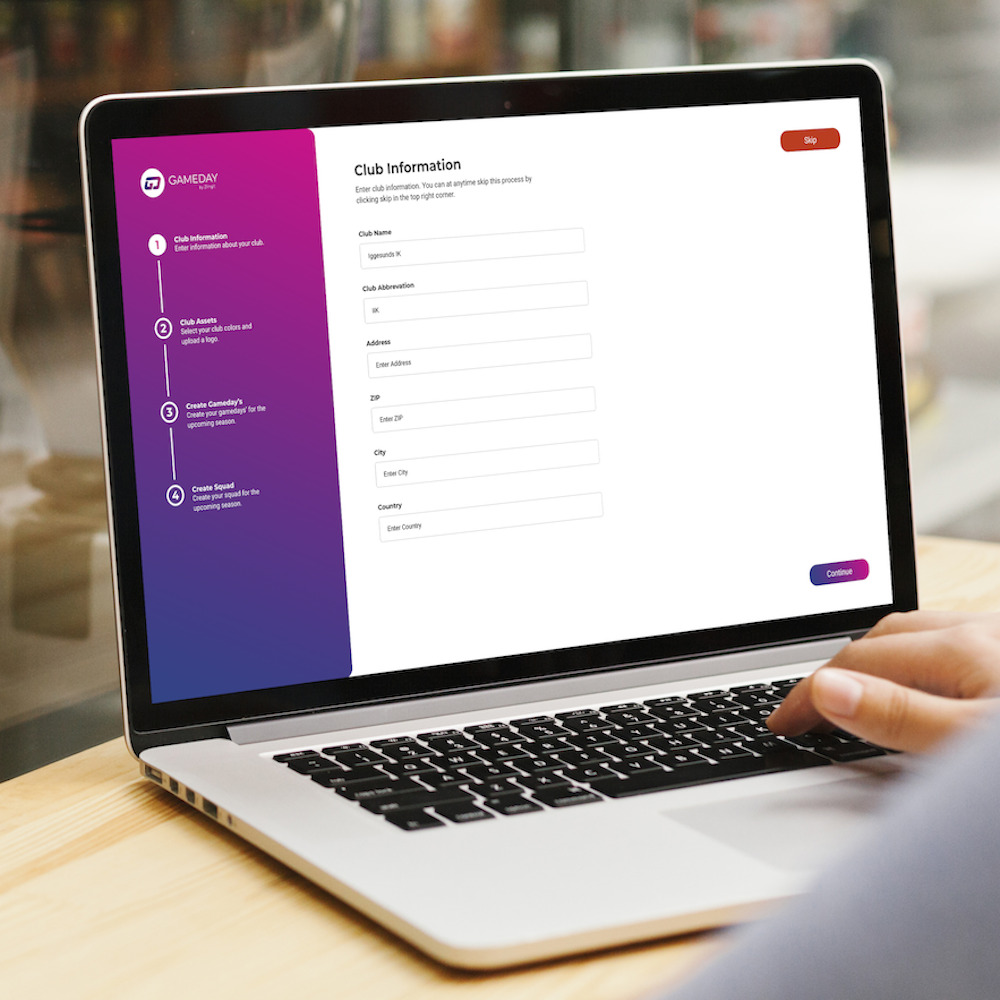 GAMEDAY
1
Club Information
Enter information about your club.
2
Club Assets
Select your club colors and
upload a logo.
3
Create Gameday's
Create your gamedays' for the
upcoming season.
4
Create Squad
Create your squad for the
upcoming season.
Skip
Club Information
Enter club information. You can at anytime skip this process by
clicking skip in the top right corner.
Club Name
Iggesunds IK
Club Abbrevation
IIK
Address
Enter Address
ZIP
Enter ZIP
City
Enter City
Country
Enter Country
Continue